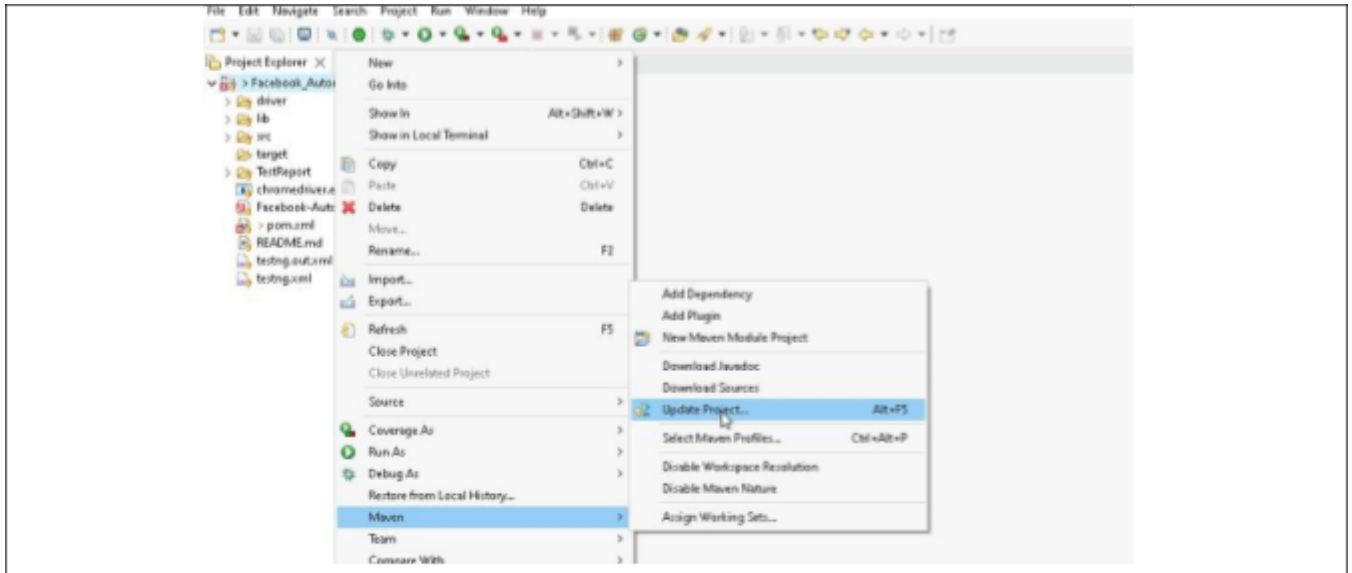 File Edit Navigate Search Project Run Window Help
Project Explorer
> Facebook_Auto
driver
lib
src
target
TestReport
chromedriver.e
Facebook-Auto
> pom.xml
README.md
testng.out.xml
testng.xml
New
Go Into
Show In Alt+Shift+W
Show in Local Terminal
Copy Ctrl+C
Paste Ctrl+V
Delete Delete
Move...
Rename... F2
Import...
Export...
Refresh F5
Close Project
Close Unrelated Project
Source
Coverage As
Run As
Debug As
Restore from Local History...
Maven
Team
Compare With
Add Dependency
Add Plugin
New Maven Module Project
Download Javadoc
Download Sources
Update Project... Alt+F5
Select Maven Profiles... Ctrl+Alt+P
Disable Workspace Resolution
Disable Maven Nature
Assign Working Sets...